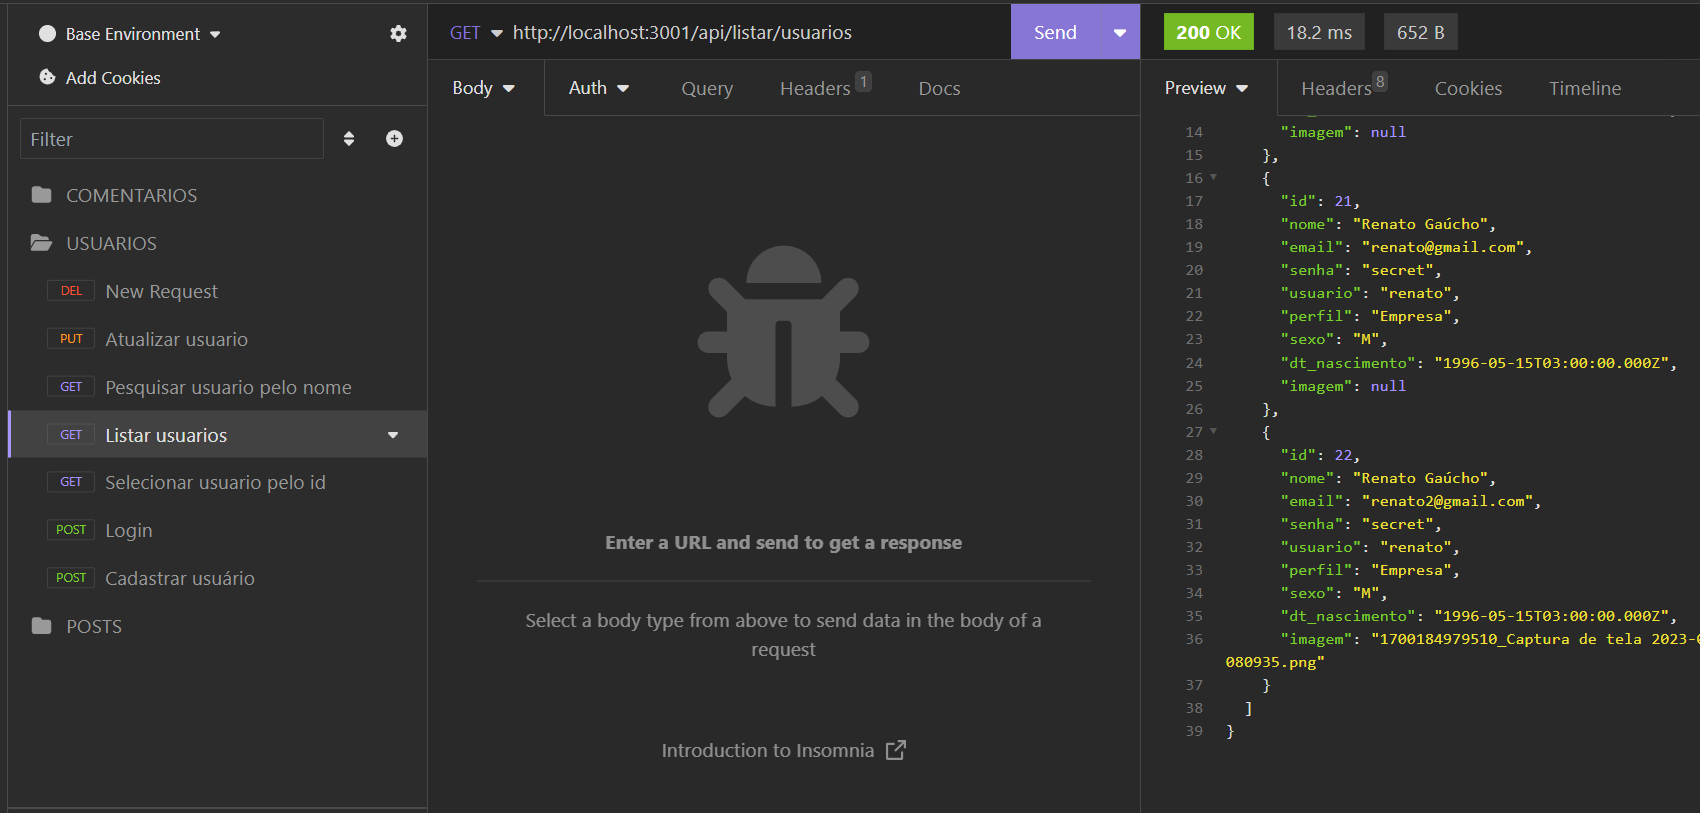 Base Environment
Add Cookies
Filter
COMENTARIOS
USUARIOS
DEL New Request
PUT Atualizar usuario
GET Pesquisar usuario pelo nome
GET Listar usuarios
GET Selecionar usuario pelo id
POST Login
POST Cadastrar usuário
POSTS
GET http://localhost:3001/api/listar/usuarios
Send
Body Auth Query Headers 1 Docs
Enter a URL and send to get a response
Select a body type from above to send data in the body of a
request
Introduction to Insomnia
200 OK 18.2 ms 652 B
Preview Headers 8 Cookies Timeline
14 "imagem": null
15 },
16 {
17 "id": 21,
18 "nome": "Renato Gaúcho",
19 "email": "renato@gmail.com",
20 "senha": "secret",
21 "usuario": "renato",
22 "perfil": "Empresa",
23 "sexo": "M",
24 "dt_nascimento": "1996-05-15T03:00:00.000Z",
25 "imagem": null
26 },
27 {
28 "id": 22,
29 "nome": "Renato Gaúcho",
30 "email": "renato2@gmail.com",
31 "senha": "secret",
32 "usuario": "renato",
33 "perfil": "Empresa",
34 "sexo": "M",
35 "dt_nascimento": "1996-05-15T03:00:00.000Z",
36 "imagem": "1700184979510_Captura de tela 2023-
080935.png"
37 }
38 ]
39 }